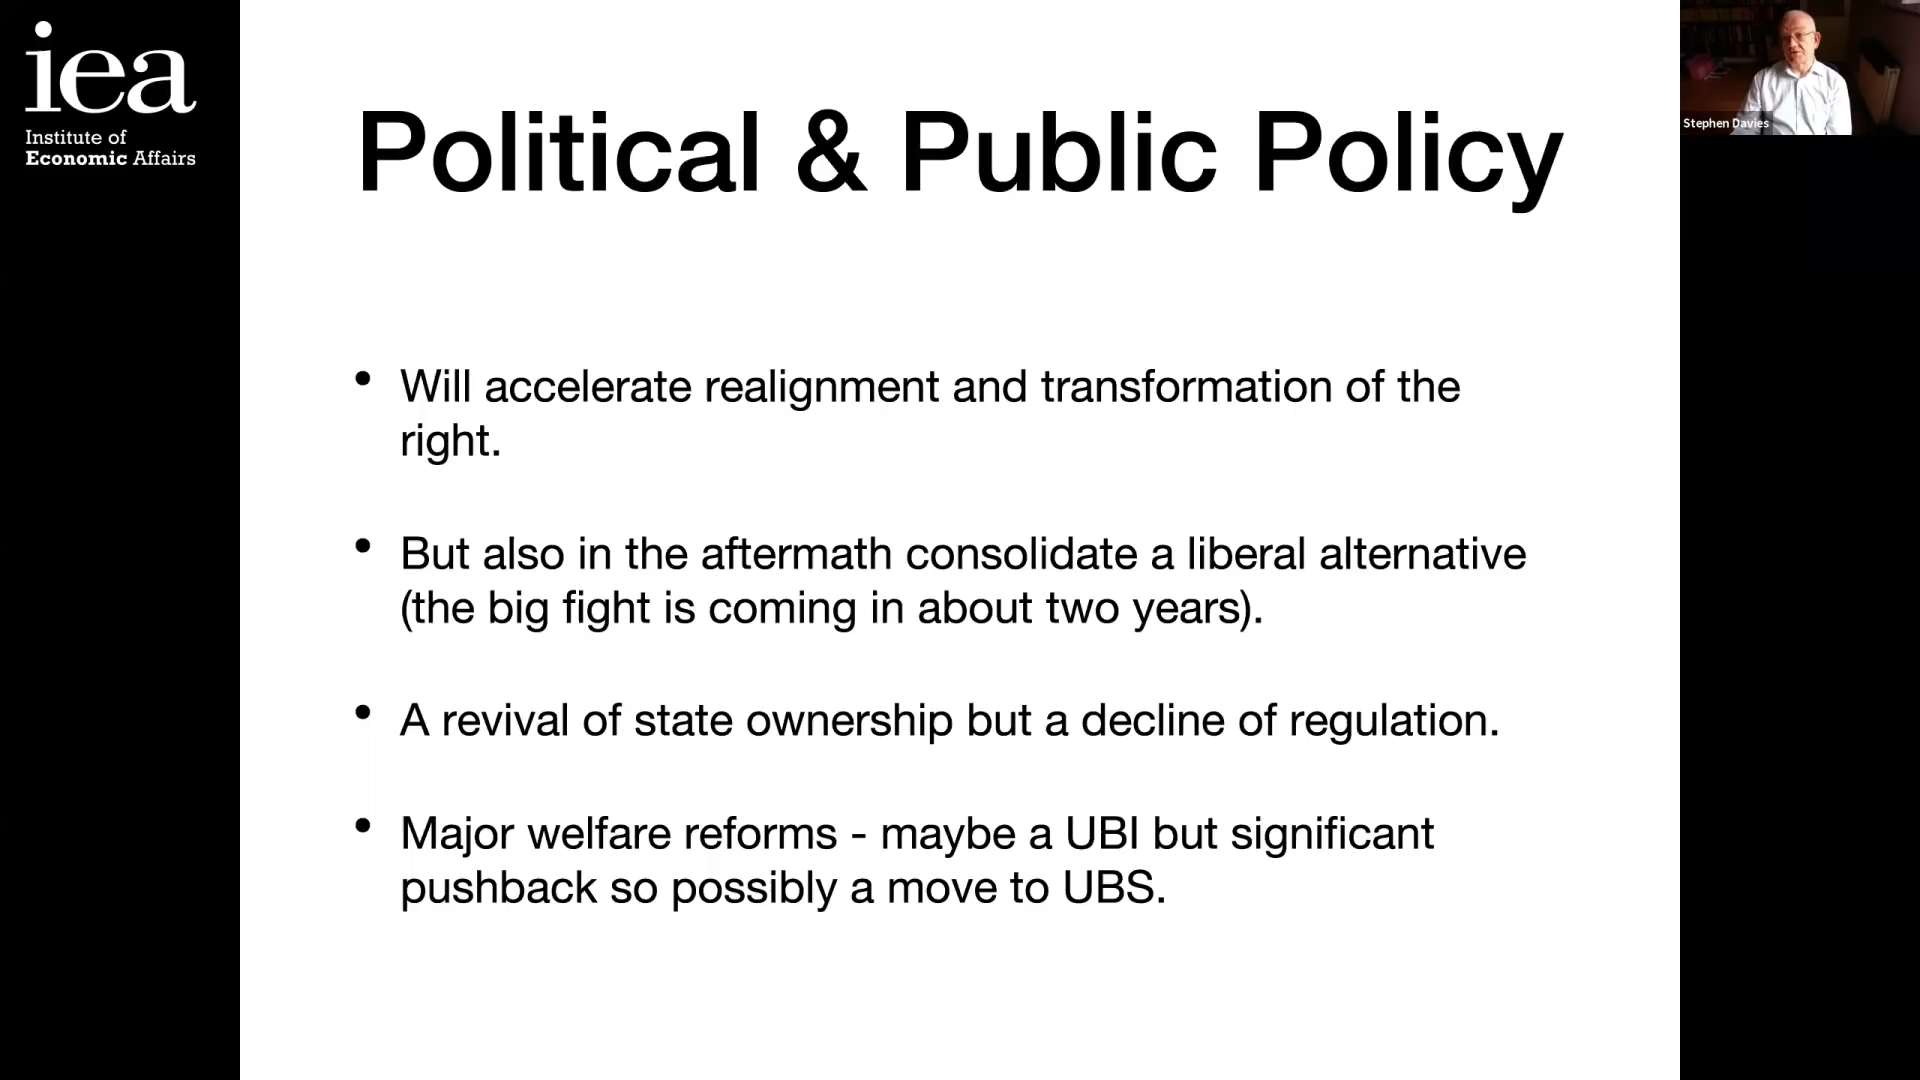 iea
Institute of
Economic Affairs
Political & Public Policy
Stephen Davies
• Will accelerate realignment and transformation of the
right.
• But also in the aftermath consolidate a liberal alternative
(the big fight is coming in about two years).
• A revival of state ownership but a decline of regulation.
• Major welfare reforms - maybe a UBI but significant
pushback so possibly a move to UBS.